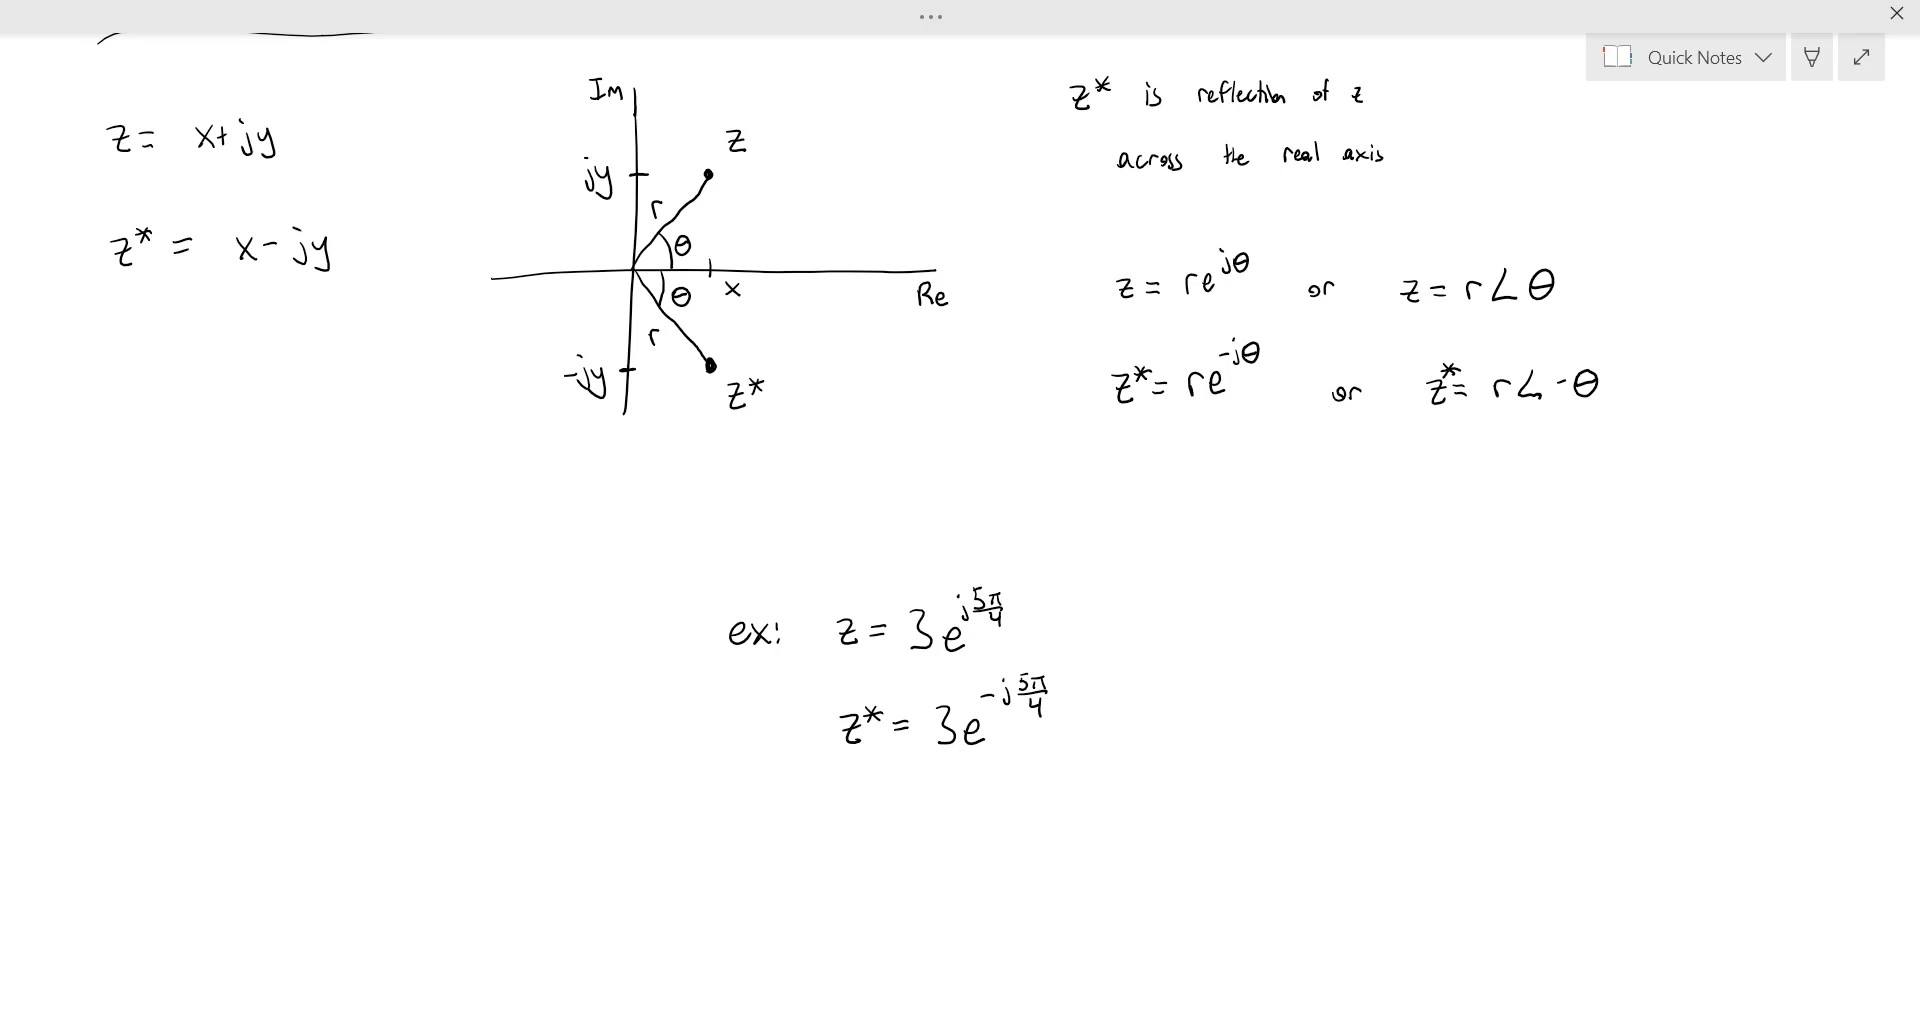 ...
Quick Notes
z = x + jy
z* = x - jy
Im
z
jy
r
θ
x
Re
θ
r
-jy
z*
z* is reflection of z
across the real axis
z = re^{jθ} or z = r∠θ
z* = re^{-jθ} or z* = r∠-θ
ex: z = 3e^{j5π/4}
z* = 3e^{-j5π/4}